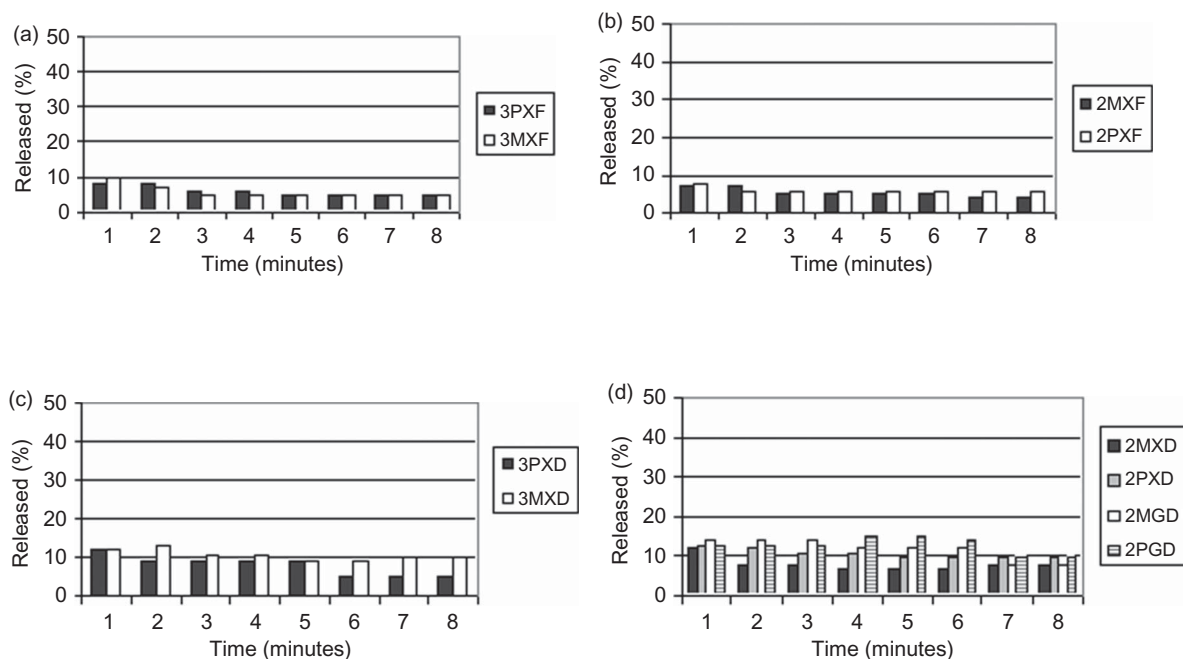 (a)
50
40
30
20
10
0
Released (%)
1 2 3 4 5 6 7 8
Time (minutes)
3PXF
3MXF
(b)
50
40
30
20
10
0
Released (%)
1 2 3 4 5 6 7 8
Time (minutes)
2MXF
2PXF
(c)
50
40
30
20
10
0
Released (%)
1 2 3 4 5 6 7 8
Time (minutes)
3PXD
3MXD
(d)
50
40
30
20
10
0
Released (%)
1 2 3 4 5 6 7 8
Time (minutes)
2MXD
2PXD
2MGD
2PGD